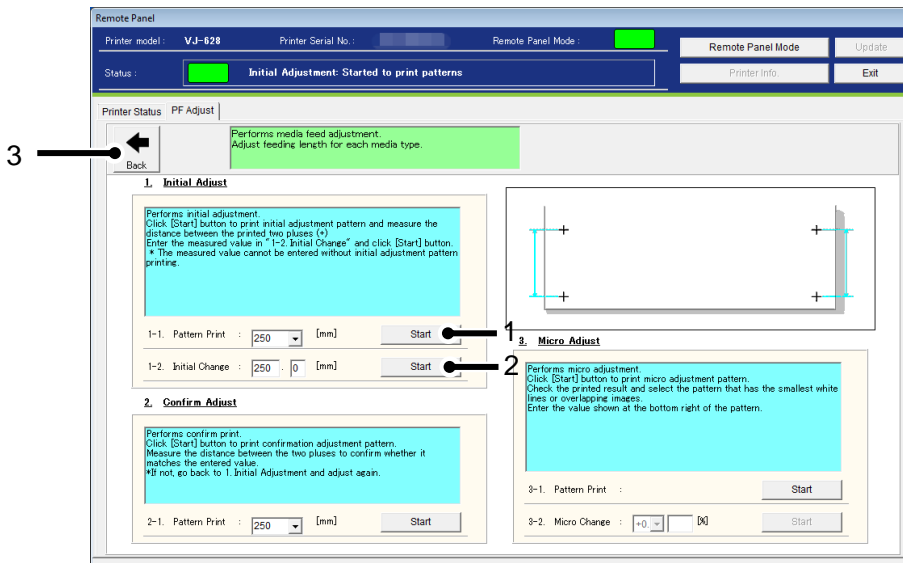 Remote Panel
Printer model : VJ-628 Printer Serial No. : Remote Panel Mode :
Remote Panel Mode Update
Status : Initial Adjustment: Started to print patterns
Printer Info. Exit
Printer Status PF Adjust
3
Back
Performs media feed adjustment.
Adjust feeding length for each media type.
1. Initial Adjust
Performs initial adjustment.
Click [Start] button to print initial adjustment pattern and measure the
distance between the printed two pluses (+)
Enter the measured value in "1-2. Initial Change" and click [Start] button.
* The measured value cannot be entered without initial adjustment pattern
printing.
1-1. Pattern Print : 250 [mm] Start
1
1-2. Initial Change : 250 . 0 [mm] Start
2
2. Confirm Adjust
Performs confirm print.
Click [Start] button to print confirmation adjustment pattern.
Measure the distance between the two pluses to confirm whether it
matches the entered value.
*If not, go back to 1. Initial Adjustment and adjust again.
2-1. Pattern Print : 250 [mm] Start
3. Micro Adjust
Performs micro adjustment.
Click [Start] button to print micro adjustment pattern.
Check the printed result and select the pattern that has the smallest white
lines or overlapping images.
Enter the value shown at the bottom right of the pattern.
3-1. Pattern Print : Start
3-2. Micro Change : +0. [%] Start